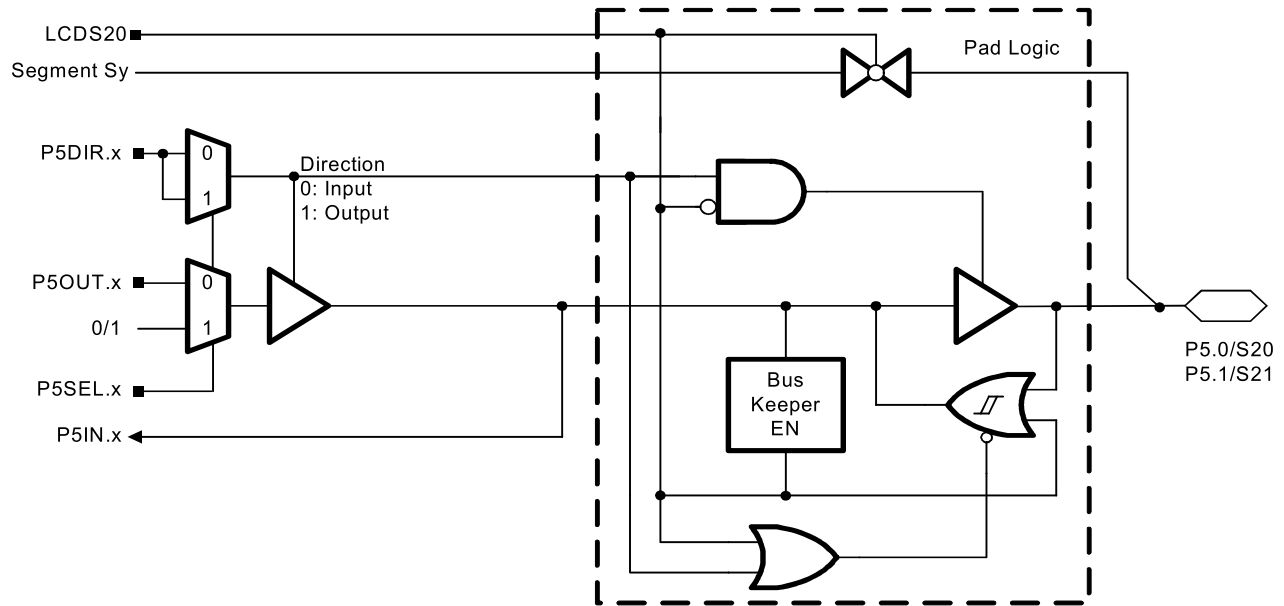 LCDS20
Pad Logic
Segment Sy
P5DIR.x
0
1
Direction
0: Input
1: Output
P5OUT.x
0
0/1
1
P5SEL.x
P5IN.x
Bus
Keeper
EN
P5.0/S20
P5.1/S21